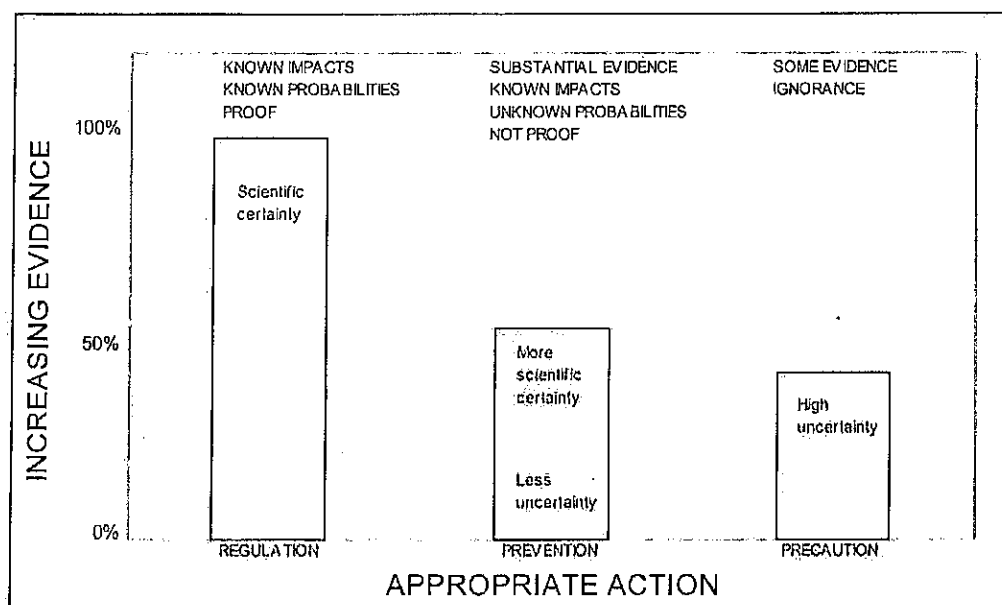 KNOWN IMPACTS
KNOWN PROBABILITIES
PROOF
SUBSTANTIAL EVIDENCE
KNOWN IMPACTS
UNKNOWN PROBABILITIES
NOT PROOF
SOME EVIDENCE
IGNORANCE
INCREASING EVIDENCE
100%
50%
0%
Scientific
certainly
More
scientific
certainty
Less
uncertainty
High
uncertainty
REGULATION
PREVENTION
PRECAUTION
APPROPRIATE ACTION